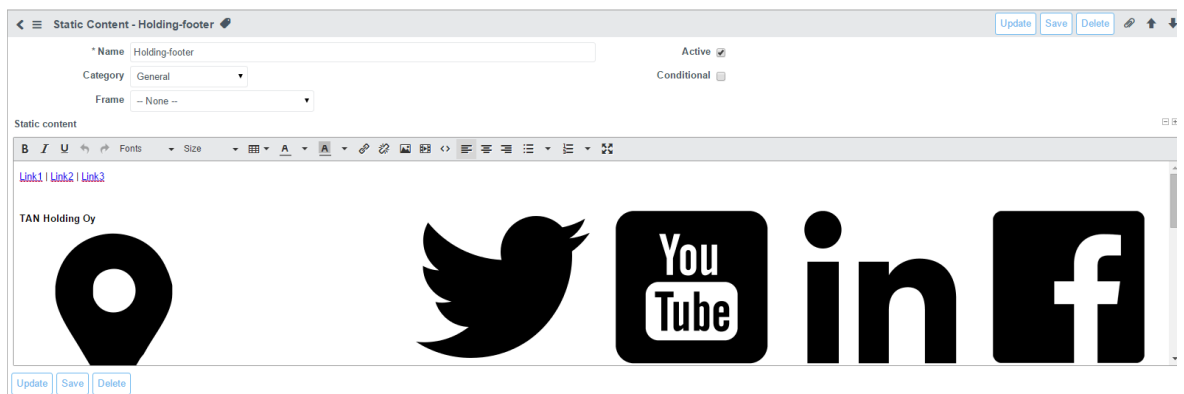 Static Content - Holding-footer
Update Save Delete
* Name Holding-footer Active
Category General Conditional
Frame -- None --
Static content
B I U Fonts Size A A
Link1 | Link2 | Link3
TAN Holding Oy
You
Tube
in
f
Update Save Delete